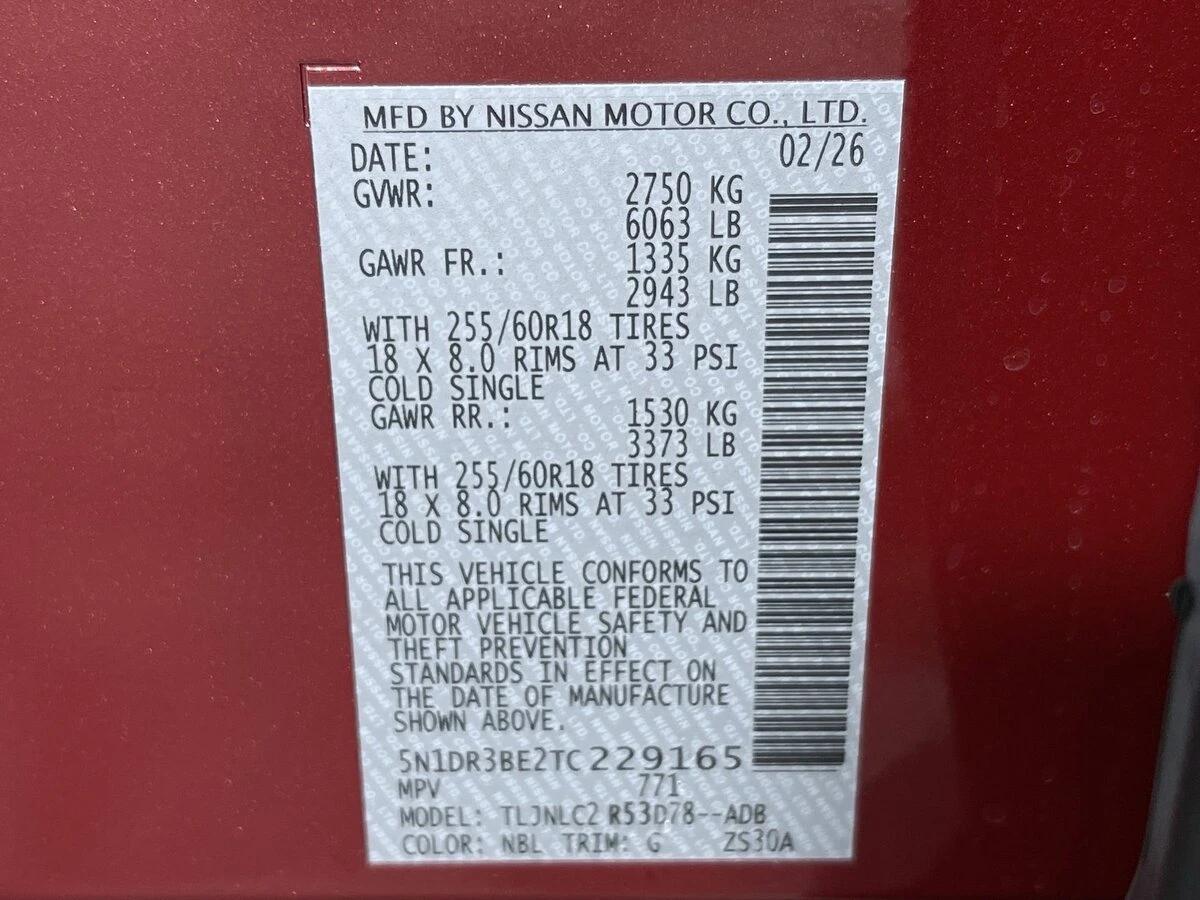 MFD BY NISSAN MOTOR CO., LTD.
DATE: 02/26
GVWR: 2750 KG
6063 LB
GAWR FR.: 1335 KG
2943 LB
WITH 255/60R18 TIRES
18 X 8.0 RIMS AT 33 PSI
COLD SINGLE
GAWR RR.: 1530 KG
3373 LB
WITH 255/60R18 TIRES
18 X 8.0 RIMS AT 33 PSI
COLD SINGLE
THIS VEHICLE CONFORMS TO
ALL APPLICABLE FEDERAL
MOTOR VEHICLE SAFETY AND
THEFT PREVENTION
STANDARDS IN EFFECT ON
THE DATE OF MANUFACTURE
SHOWN ABOVE.
5N1DR3BE2TC229165
MPV 771
MODEL: TLJNLC2 R53D78--ADB
COLOR: NBL TRIM: G ZS30A